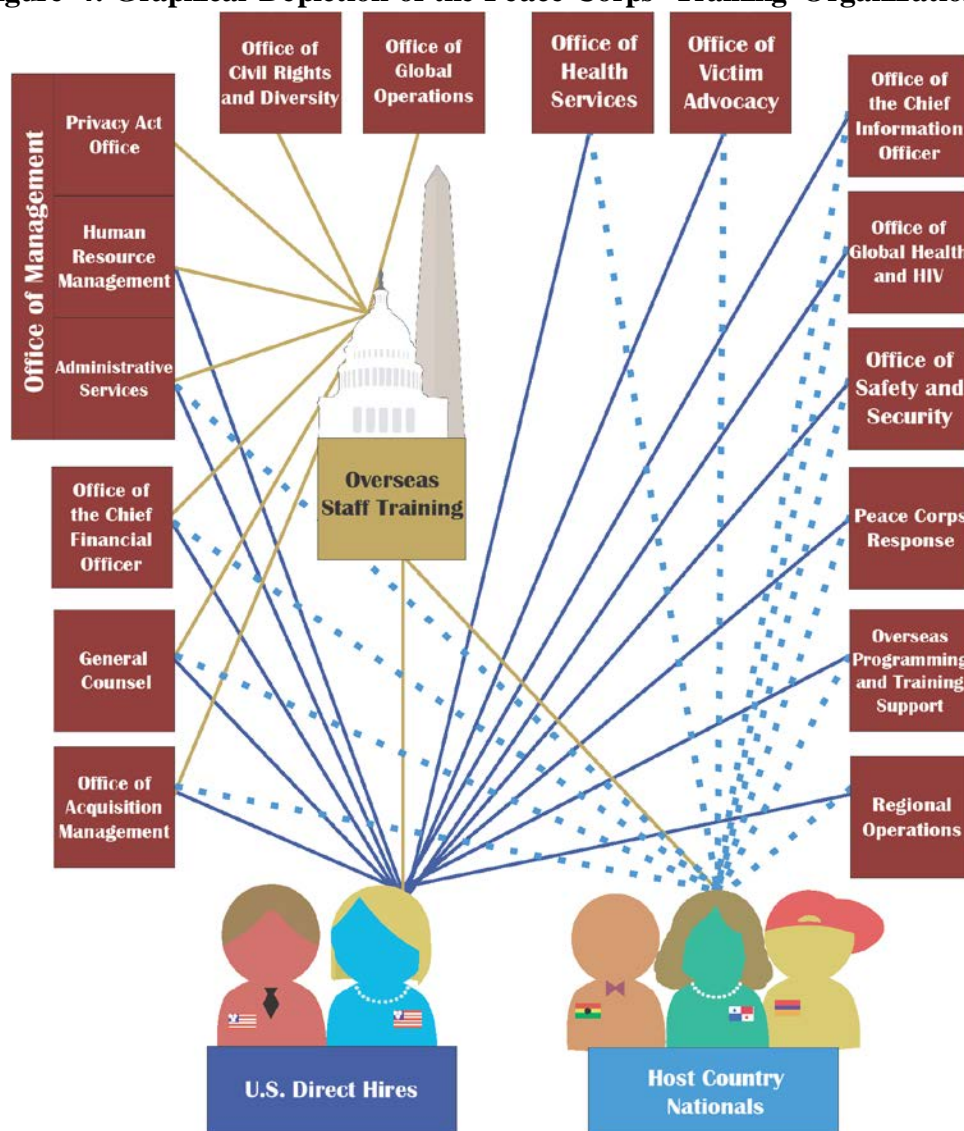 Figure 4: Graphical Depiction of the Peace Corps' Training Organization
Office of
Civil Rights
and Diversity
Office of
Global
Operations
Office of
Health
Services
Office of
Victim
Advocacy
Office of Management
Privacy Act
Office
Human
Resource
Management
Administrative
Services
Office of
the Chief
Financial
Officer
General
Counsel
Office of
Acquisition
Management
Overseas
Staff Training
Office of
the Chief
Information
Officer
Office of
Global Health
and HIV
Office of
Safety and
Security
Peace Corps
Response
Overseas
Programming
and Training
Support
Regional
Operations
U.S. Direct Hires
Host Country
Nationals